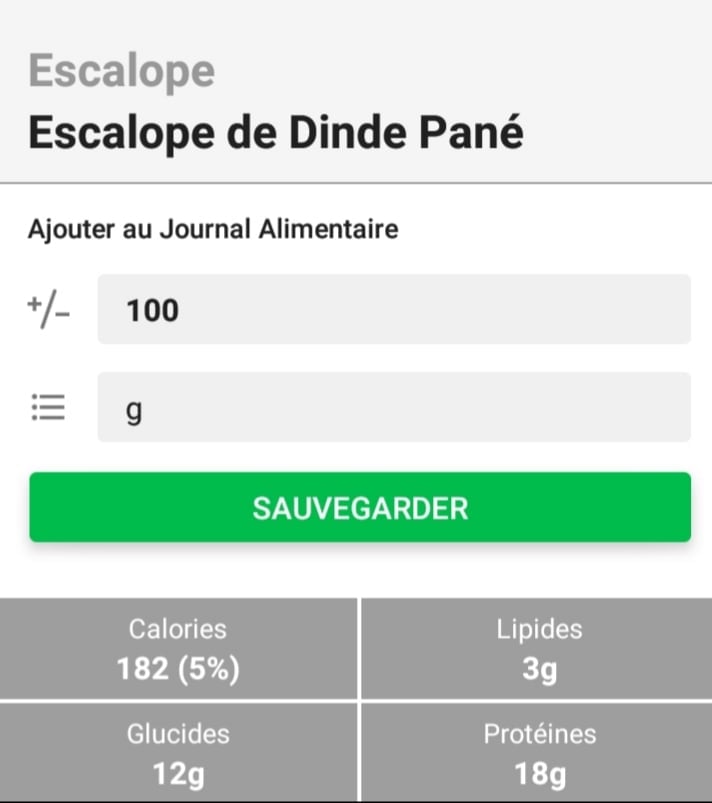 Escalope
Escalope de Dinde Pané
Ajouter au Journal Alimentaire
+/-
100
g
SAUVEGARDER
Calories
182 (5%)
Lipides
3g
Glucides
12g
Protéines
18g